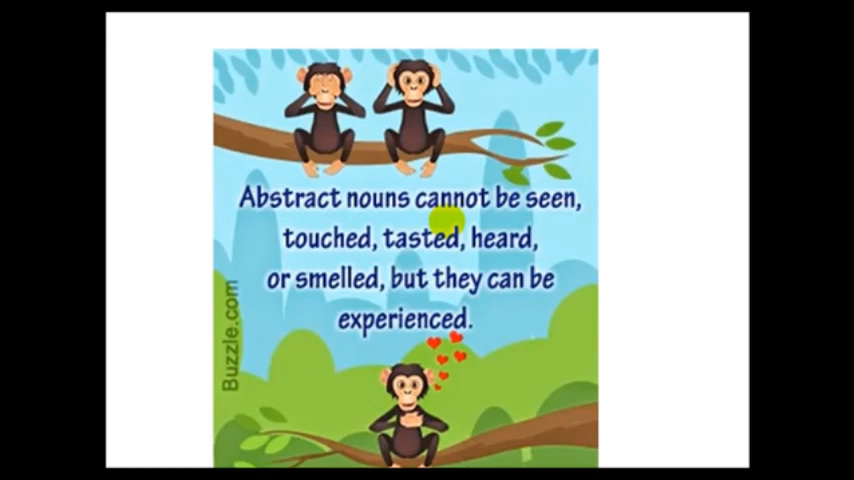 Abstract nouns cannot be seen,
touched, tasted, heard,
or smelled, but they can be
experienced.
Buzzle.com